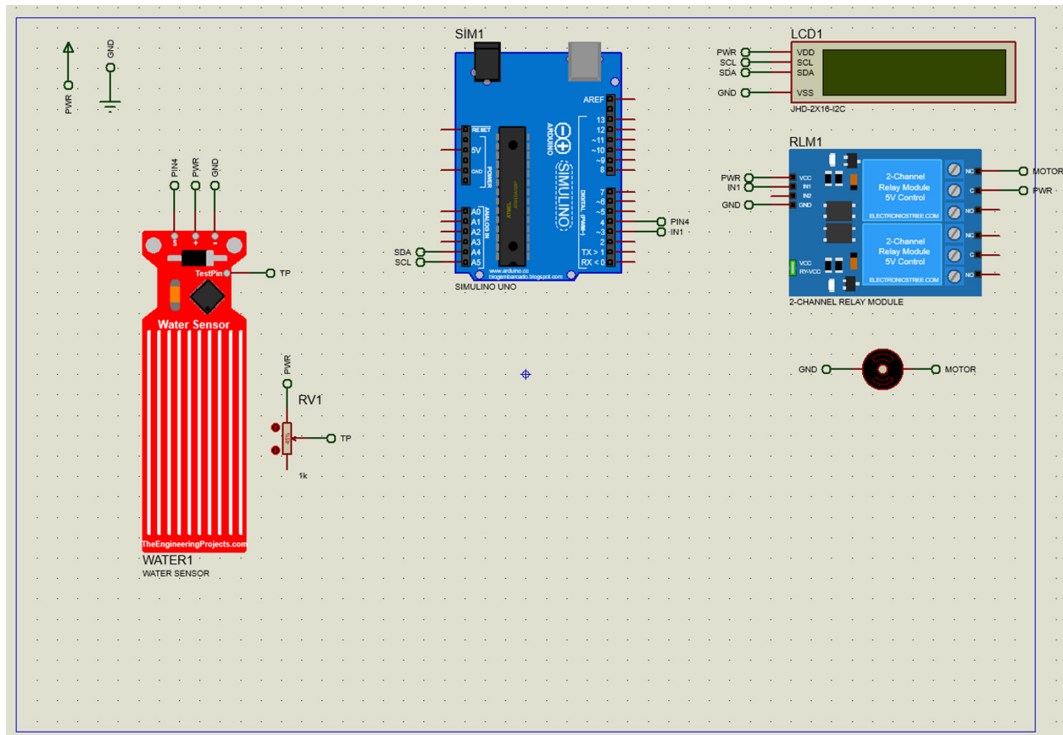 PWR
GND
PIN4
PWR
GND
S
+
-
TestPin
TP
Water Sensor
TheEngineeringProjects.com
WATER1
WATER SENSOR
PWR
RV1
TP
1k
SIM1
AREF
RESET
5V
GND
POWER
A0
A1
A2
A3
A4
A5
ANALOG IN
SDA
SCL
ARDUINO
SIMULINO
13
12
~11
~10
~9
8
7
~6
~5
4
~3
2
TX > 1
RX < 0
DIGITAL (PWM~)
PIN4
IN1
www.arduino.cc
blogembarcado.blogspot.com
SIMULINO UNO
LCD1
PWR
SCL
SDA
GND
VDD
SCL
SDA
VSS
JHD-2X16-I2C
RLM1
PWR
IN1
GND
VCC
IN1
IN2
GND
2-Channel
Relay Module
5V Control
ELECTRONICSTREE.COM
2-Channel
Relay Module
5V Control
ELECTRONICSTREE.COM
VCC
RY-VCC
NC
C
NO
NC
C
NO
MOTOR
PWR
2-CHANNEL RELAY MODULE
GND
MOTOR